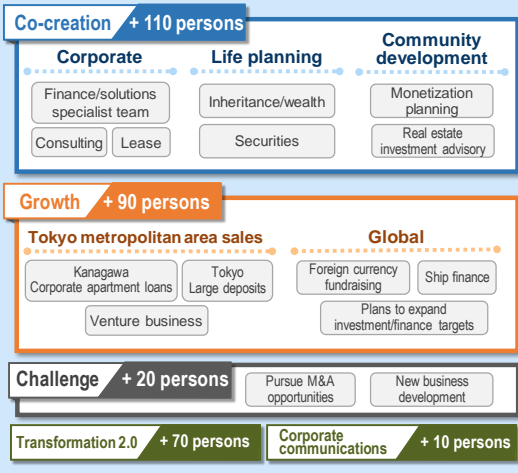 Co-creation + 110 persons
Corporate
Finance/solutions
specialist team
Consulting
Lease
Life planning
Inheritance/wealth
Securities
Community
development
Monetization
planning
Real estate
investment advisory
Growth + 90 persons
Tokyo metropolitan area sales
Kanagawa
Corporate apartment loans
Tokyo
Large deposits
Venture business
Global
Foreign currency
fundraising
Ship finance
Plans to expand
investment/finance targets
Challenge + 20 persons
Pursue M&A
opportunities
New business
development
Transformation 2.0 + 70 persons
Corporate
communications
+ 10 persons